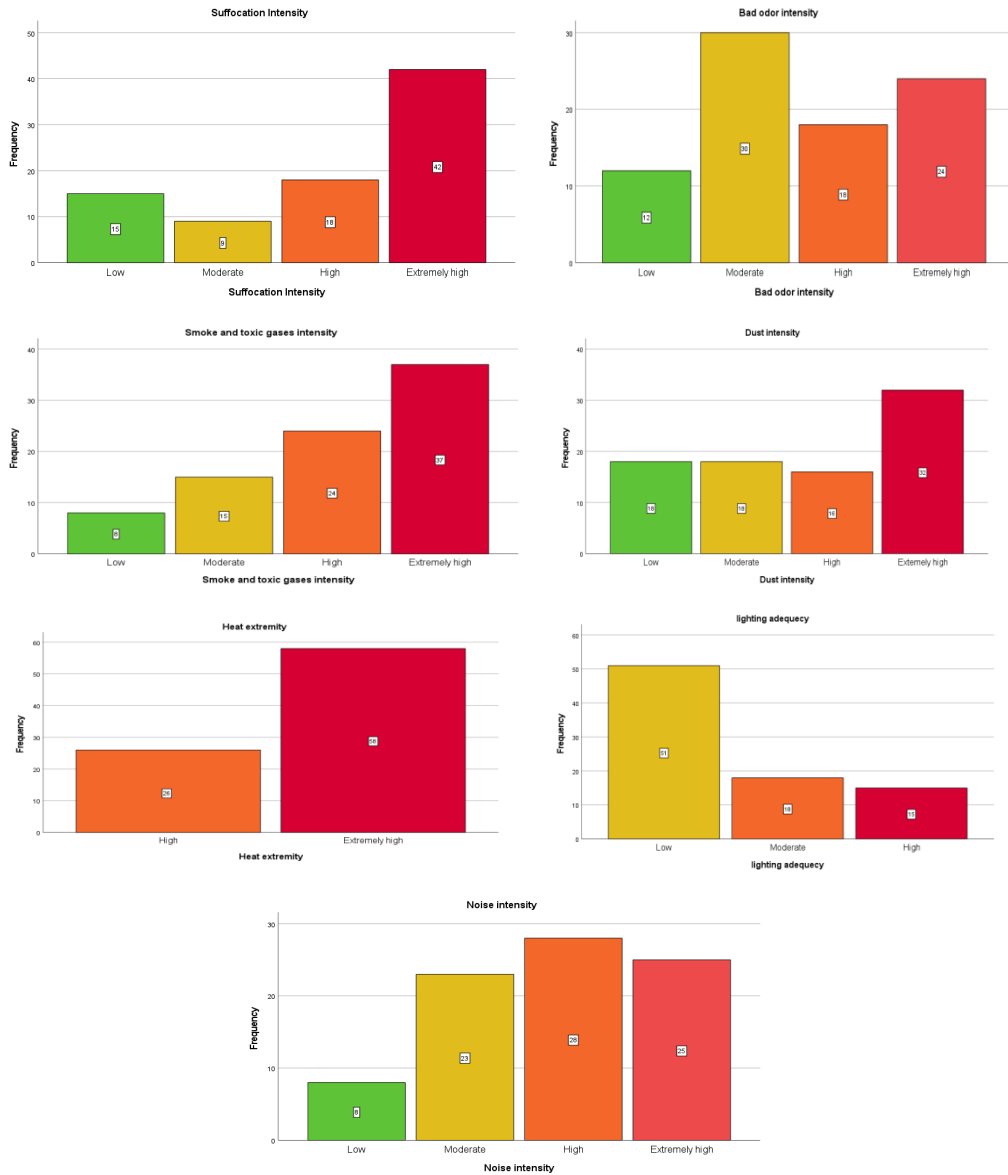 Suffocation Intensity
Frequency
50
40
30
20
10
0
15
9
18
42
Low Moderate High Extremely high
Suffocation Intensity
Bad odor intensity
Frequency
30
20
10
0
12
30
18
24
Low Moderate High Extremely high
Bad odor intensity
Smoke and toxic gases intensity
Frequency
40
30
20
10
0
8
15
24
37
Low Moderate High Extremely high
Smoke and toxic gases intensity
Dust intensity
Frequency
40
30
20
10
0
18
18
16
32
Low Moderate High Extemely high
Dust intensity
Heat extremity
Frequency
60
50
40
30
20
10
0
26
58
High Extremely high
Heat extremity
lighting adequecy
Frequency
60
50
40
30
20
10
0
51
18
15
Low Moderate High
lighting adequecy
Noise intensity
Frequency
30
20
10
0
8
23
28
25
Low Moderate High Extremely high
Noise intensity